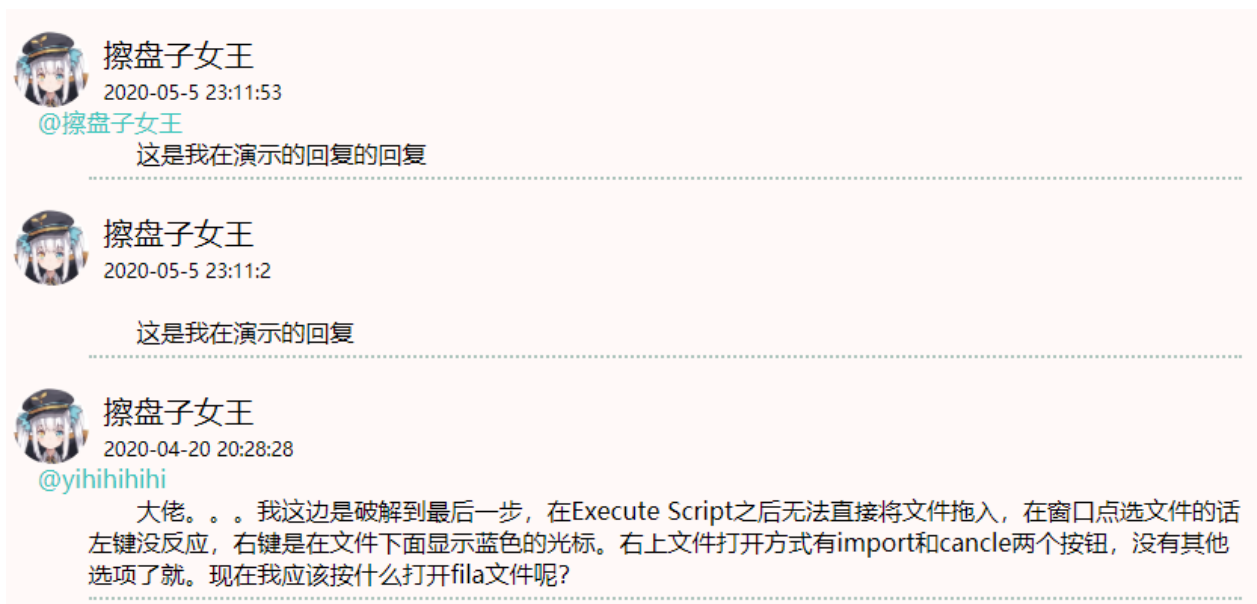 擦盘子女王
2020-05-5 23:11:53
@擦盘子女王
这是我在演示的回复的回复
擦盘子女王
2020-05-5 23:11:2
这是我在演示的回复
擦盘子女王
2020-04-20 20:28:28
@yihihihihi
大佬。。。我这边是破解到最后一步，在Execute Script之后无法直接将文件拖入，在窗口点选文件的话
左键没反应，右键是在文件下面显示蓝色的光标。右上文件打开方式有import和cancle两个按钮，没有其他
选项了就。现在我应该按什么打开fila文件呢？